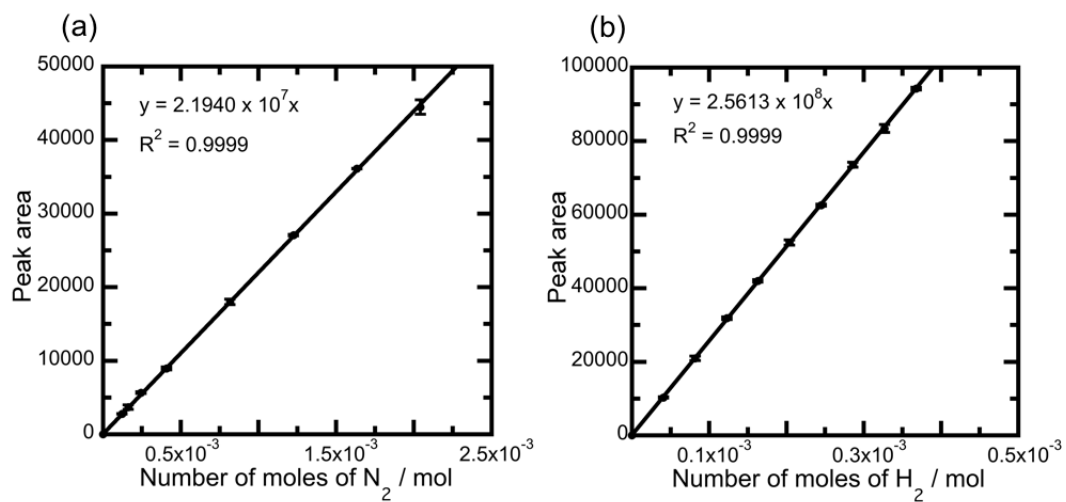 (a)
50000
40000
30000
20000
10000
0
Peak area
y = 2.1940 x 10⁷x
R² = 0.9999
0.5x10⁻³
1.5x10⁻³
2.5x10⁻³
Number of moles of N₂ / mol
(b)
100000
80000
60000
40000
20000
0
Peak area
y = 2.5613 x 10⁸x
R² = 0.9999
0.1x10⁻³
0.3x10⁻³
0.5x10⁻³
Number of moles of H₂ / mol